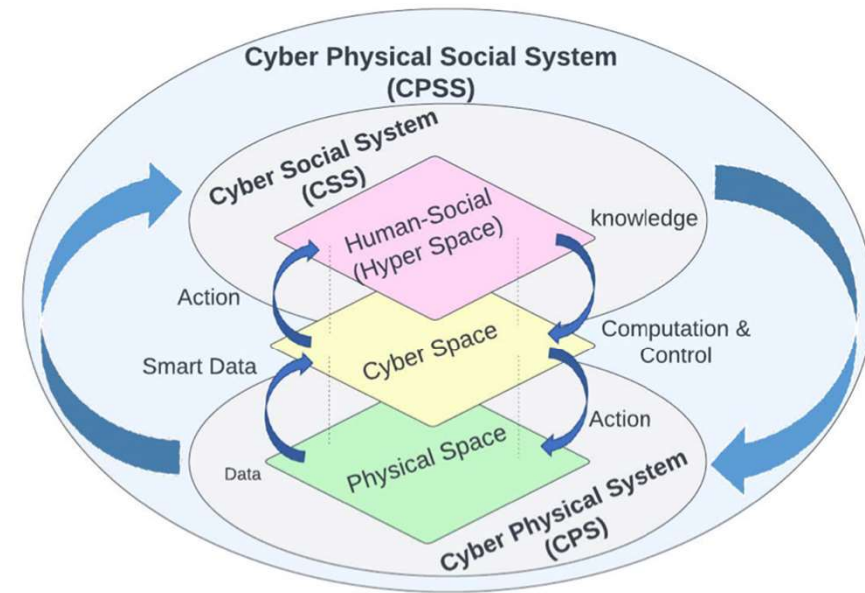 Cyber Physical Social System
(CPSS)
Cyber Social System
(CSS)
Human-Social
(Hyper Space)
knowledge
Action
Cyber Space
Computation &
Control
Smart Data
Action
Physical Space
Data
Cyber Physical System
(CPS)